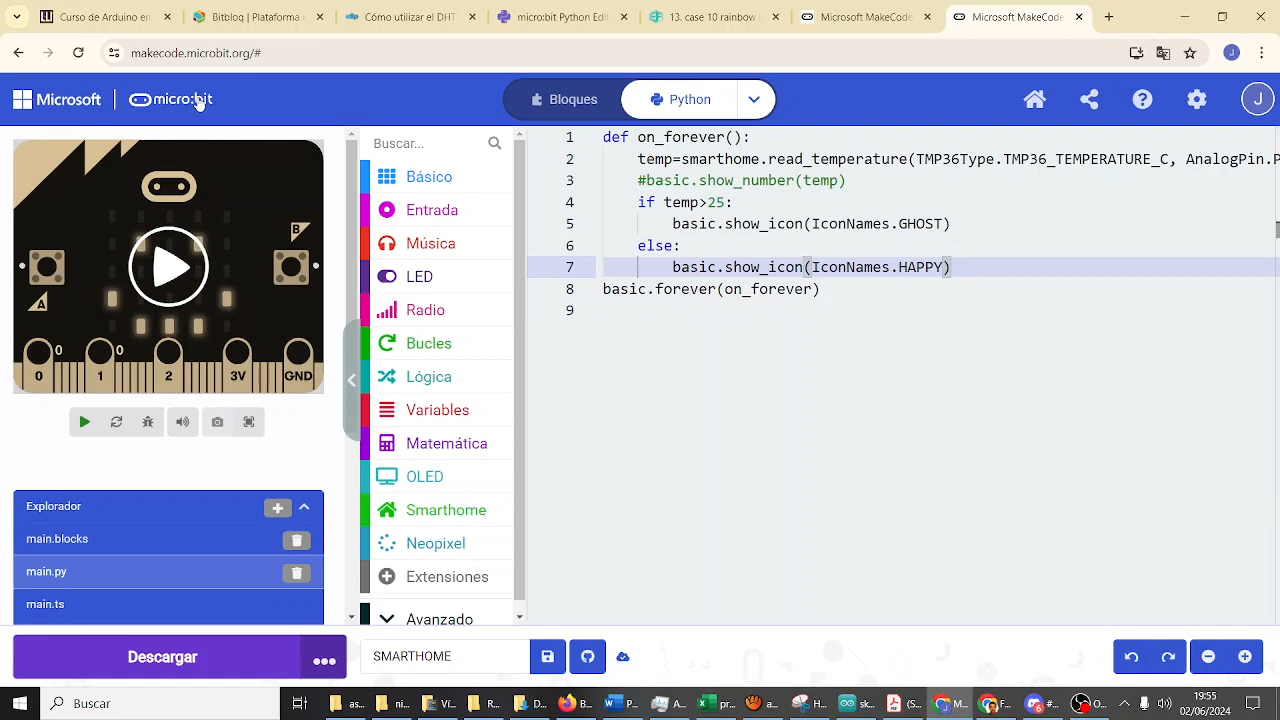 Curso de Arduino en
Bitbloq | Plataforma
Cómo utilizar el DHT
micro:bit Python Edit
13. case 10 rainbow
Microsoft MakeCode
Microsoft MakeCode
makecode.microbit.org/#
J
Microsoft
micro:bit
Bloques
Python
J
1 def on_forever():
2 temp=smarthome.read_temperature(TMP36Type.TMP36_TEMPERATURE_C, AnalogPin.P
3 #basic.show_number(temp)
4 if temp>25:
5 basic.show_icon(IconNames.GHOST)
6 else:
7 basic.show_icon(IconNames.HAPPY)
8 basic.forever(on_forever)
9
B
A
0 0
0 1 2 3V GND
Buscar...
Básico
Entrada
Música
LED
Radio
Bucles
Lógica
Variables
Matemática
OLED
Smarthome
Neopixel
Extensiones
Avanzado
Explorador
main.blocks
main.py
main.ts
Descargar
SMARTHOME
Buscar
19:55
02/06/2024